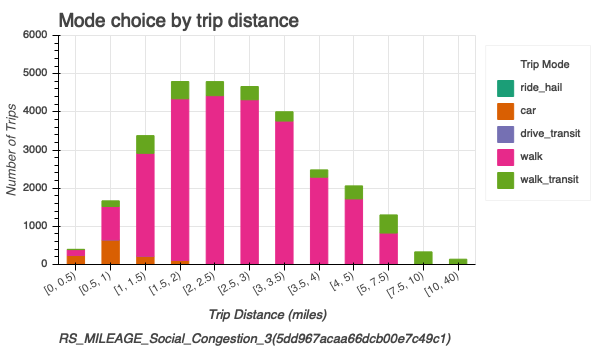 Mode choice by trip distance
6000
5000
4000
3000
2000
1000
0
Number of Trips
[0, 0.5)
[0.5, 1)
[1, 1.5)
[1.5, 2)
[2, 2.5)
[2.5, 3)
[3, 3.5)
[3.5, 4)
[4, 5)
[5, 7.5)
[7.5, 10)
[10, 40)
Trip Distance (miles)
Trip Mode
ride_hail
car
drive_transit
walk
walk_transit
RS_MILEAGE_Social_Congestion_3(5dd967acaa66dcb00e7c49c1)